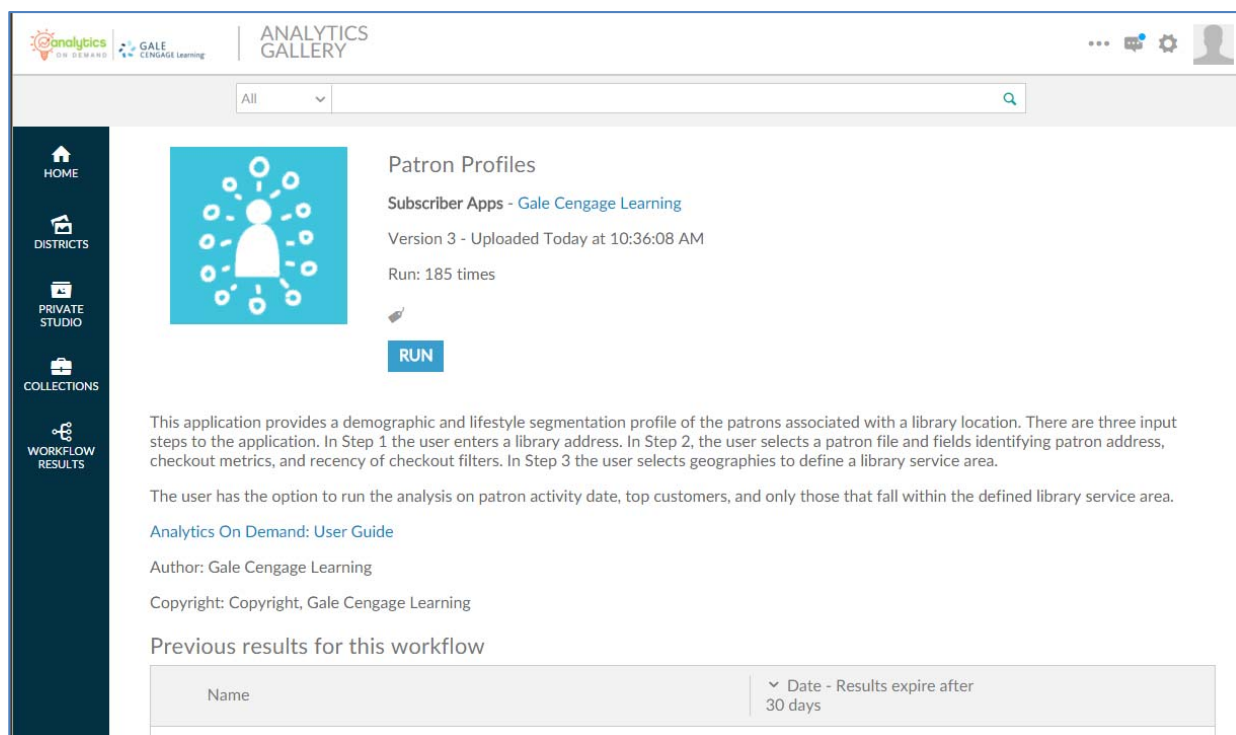 analytics
ON DEMAND
GALE
CENGAGE Learning
ANALYTICS
GALLERY
All
HOME
DISTRICTS
PRIVATE
STUDIO
COLLECTIONS
WORKFLOW
RESULTS
Patron Profiles
Subscriber Apps - Gale Cengage Learning
Version 3 - Uploaded Today at 10:36:08 AM
Run: 185 times
RUN
This application provides a demographic and lifestyle segmentation profile of the patrons associated with a library location. There are three input
steps to the application. In Step 1 the user enters a library address. In Step 2, the user selects a patron file and fields identifying patron address,
checkout metrics, and recency of checkout filters. In Step 3 the user selects geographies to define a library service area.
The user has the option to run the analysis on patron activity date, top customers, and only those that fall within the defined library service area.
Analytics On Demand: User Guide
Author: Gale Cengage Learning
Copyright: Copyright, Gale Cengage Learning
Previous results for this workflow
Name
Date - Results expire after
30 days